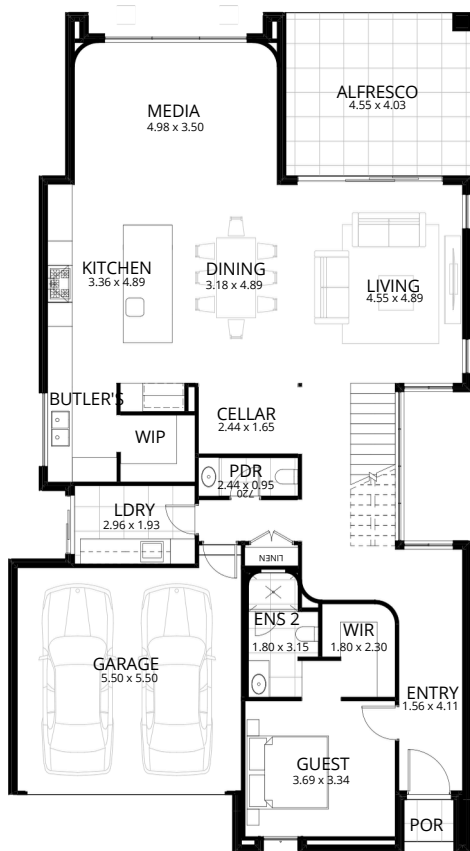 MEDIA
4.98 x 3.50
ALFRESCO
4.55 x 4.03
KITCHEN
3.36 x 4.89
DINING
3.18 x 4.89
LIVING
4.55 x 4.89
BUTLER'S
WIP
CELLAR
2.44 x 1.65
PDR
2.44 x 0.95
720
LDRY
2.96 x 1.93
LINEN
ENS 2
1.80 x 3.15
WIR
1.80 x 2.30
GARAGE
5.50 x 5.50
ENTRY
1.56 x 4.11
GUEST
3.69 x 3.34
POR